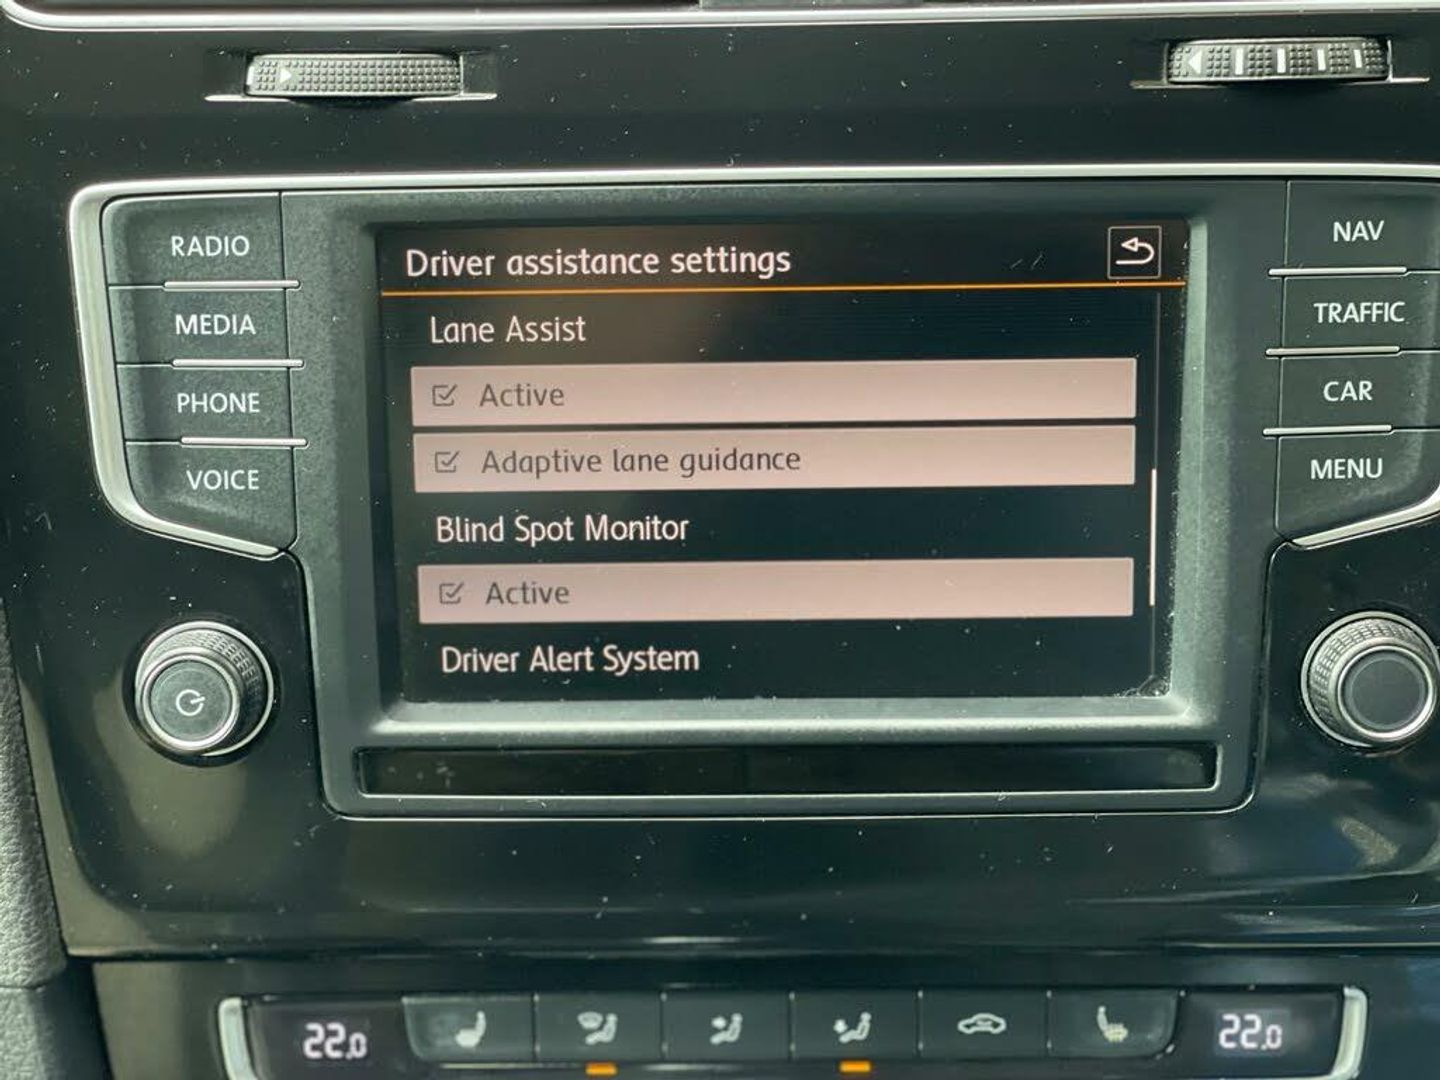 RADIO
MEDIA
PHONE
VOICE
Driver assistance settings
Lane Assist
Active
Adaptive lane guidance
Blind Spot Monitor
Active
Driver Alert System
NAV
TRAFFIC
CAR
MENU
22.0
22.0